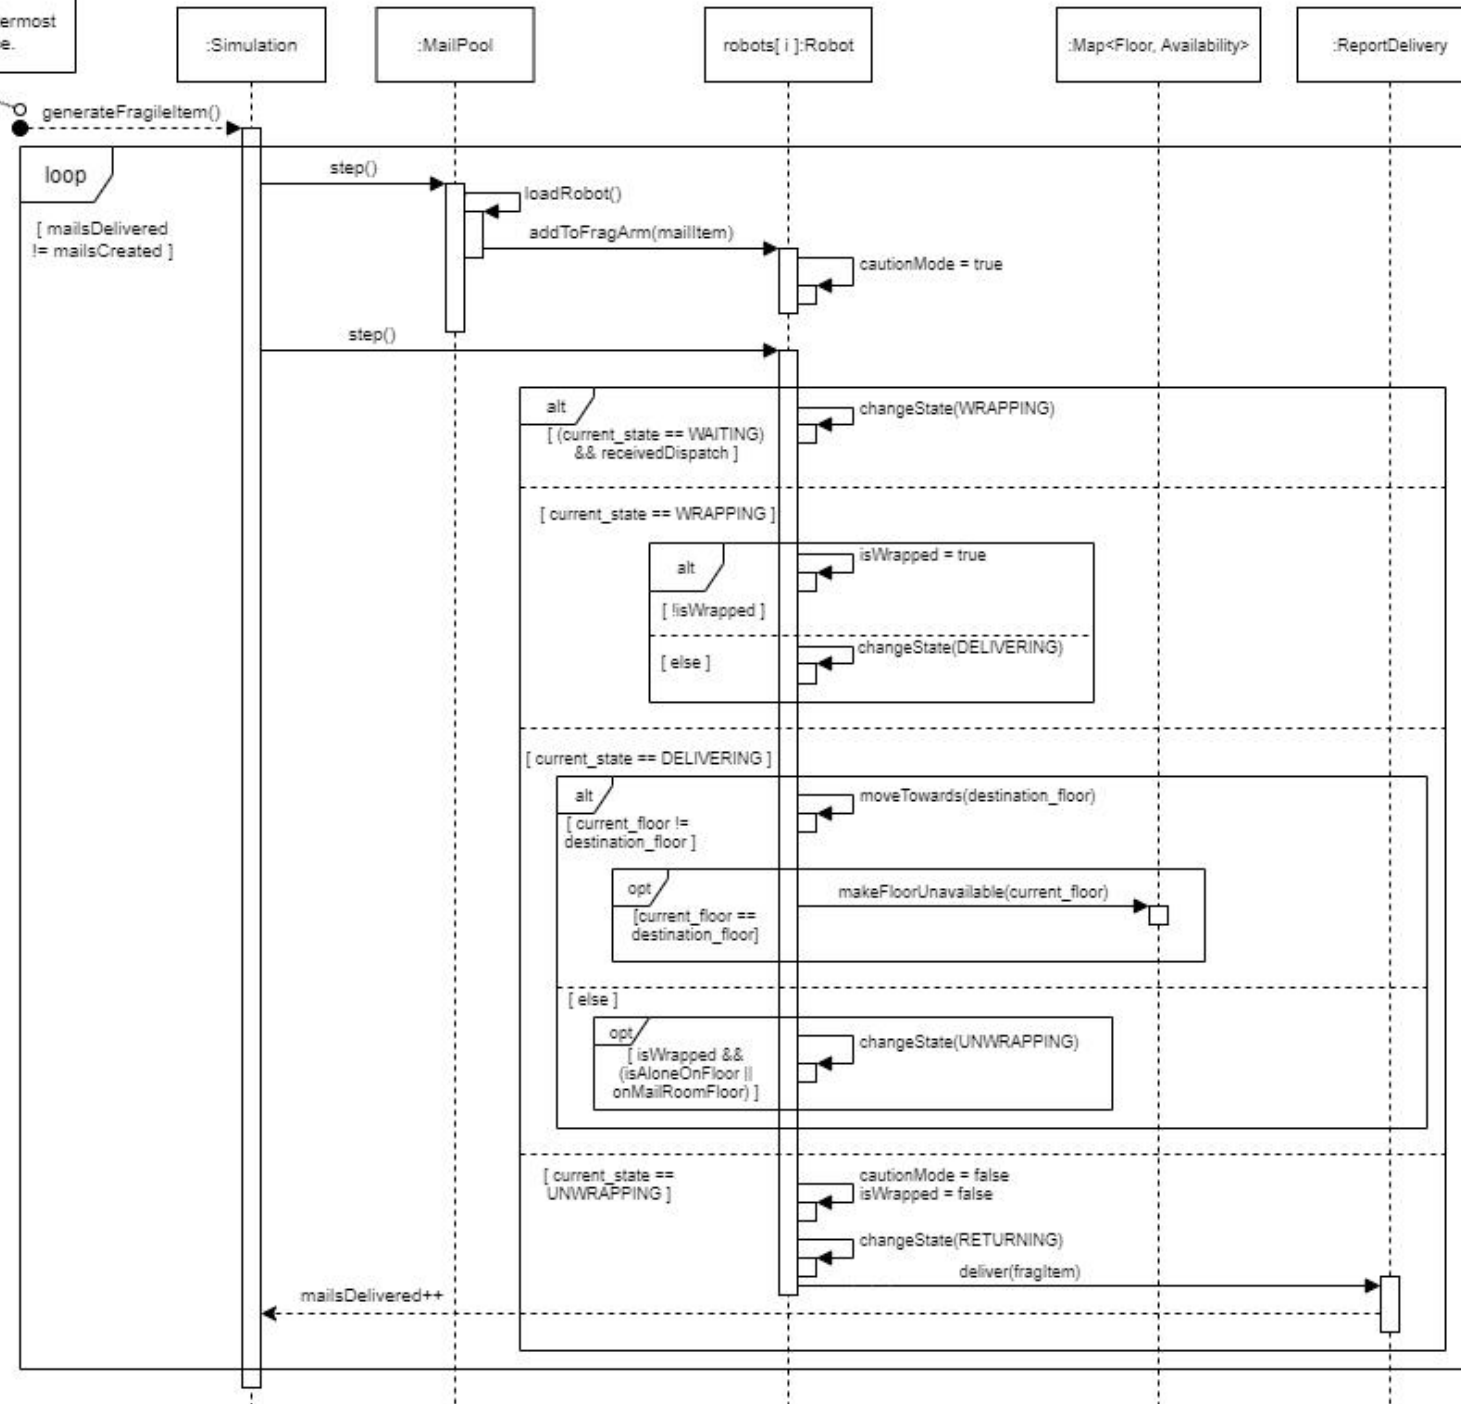 ermost
e.
:Simulation
:MailPool
robots[ i ]:Robot
:Map<Floor, Availability>
:ReportDelivery
generateFragileItem()
loop
[ mailsDelivered
!= mailsCreated ]
step()
loadRobot()
addToFragArm(mailItem)
cautionMode = true
step()
alt
[ (current_state == WAITING)
&& receivedDispatch ]
changeState(WRAPPING)
[ current_state == WRAPPING ]
alt
[ !isWrapped ]
isWrapped = true
[ else ]
changeState(DELIVERING)
[ current_state == DELIVERING ]
alt
[ current_floor !=
destination_floor ]
moveTowards(destination_floor)
opt
[current_floor ==
destination_floor]
makeFloorUnavailable(current_floor)
[ else ]
opt
[ isWrapped &&
(isAloneOnFloor ||
onMailRoomFloor) ]
changeState(UNWRAPPING)
[ current_state ==
UNWRAPPING ]
cautionMode = false
isWrapped = false
changeState(RETURNING)
deliver(fragItem)
mailsDelivered++